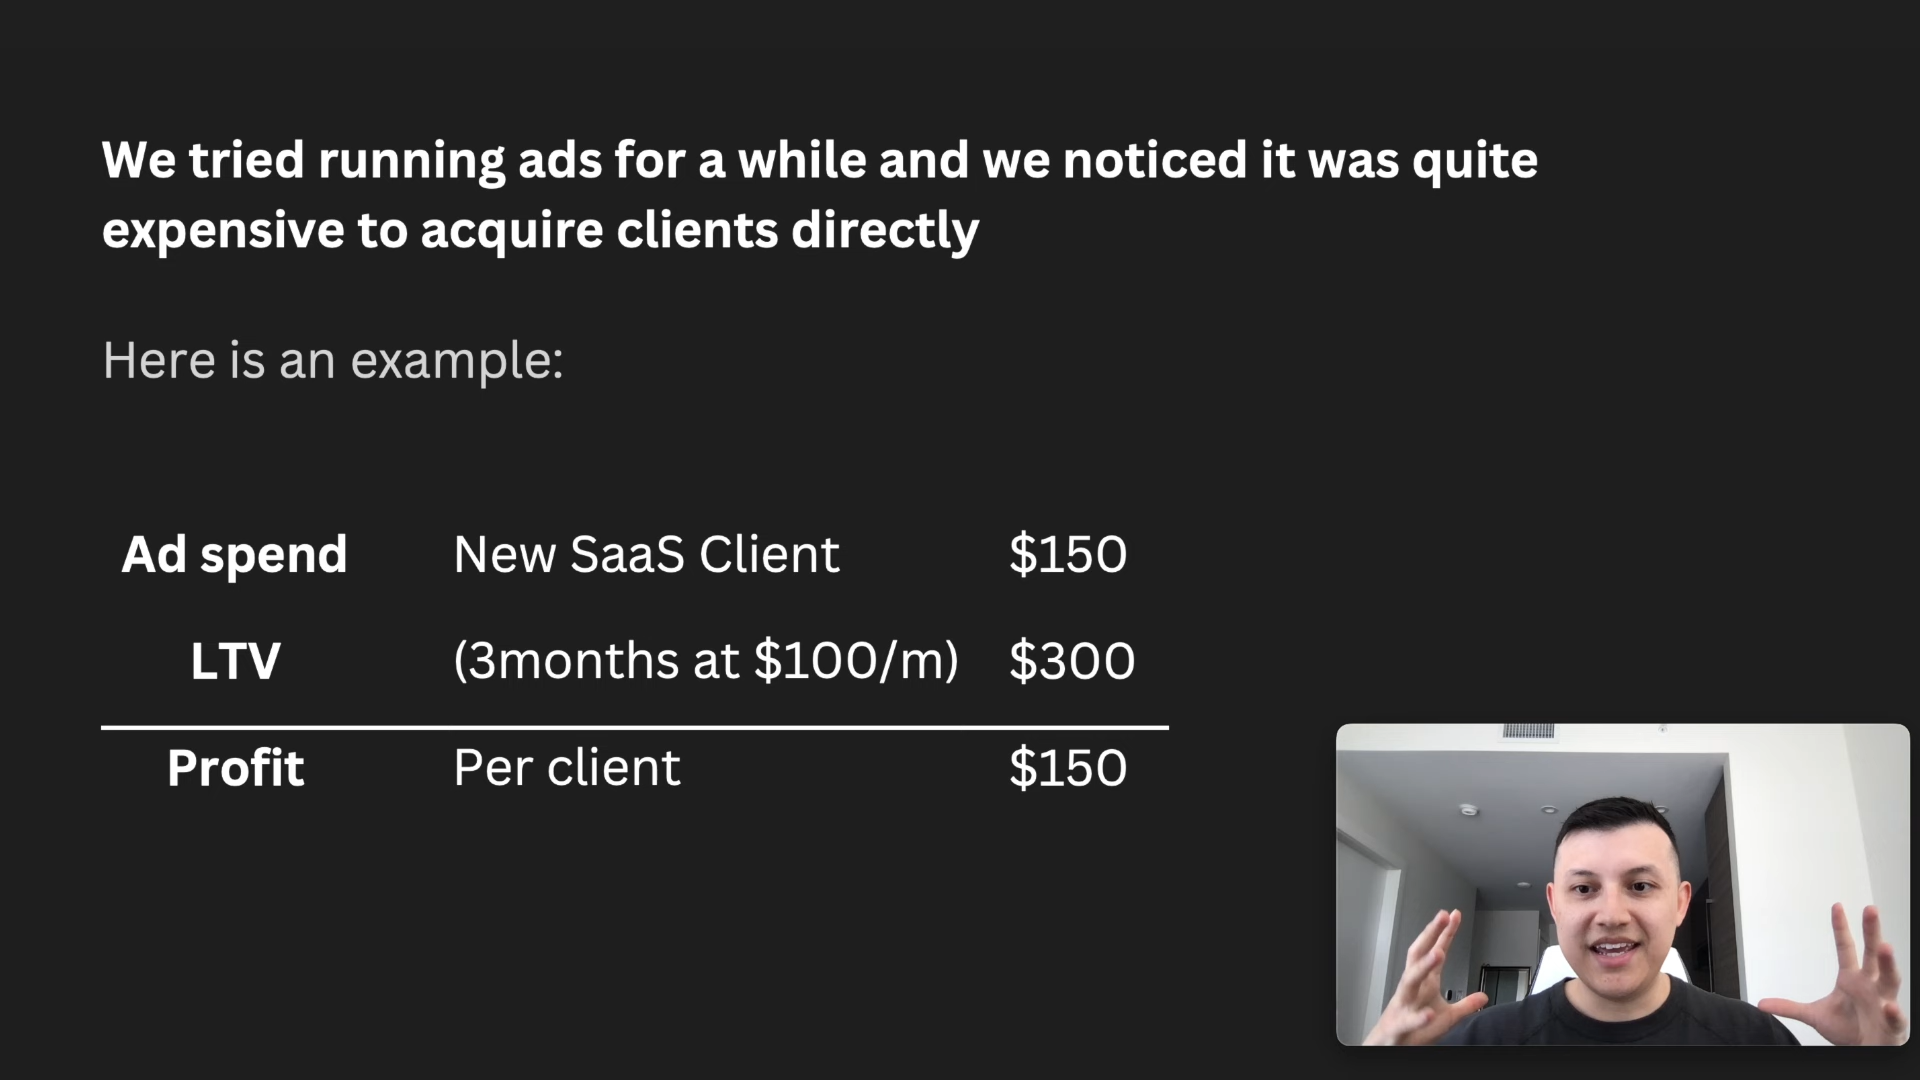 We tried running ads for a while and we noticed it was quite
expensive to acquire clients directly
Here is an example:
Ad spend New SaaS Client $150
LTV (3months at $100/m) $300
Profit Per client $150